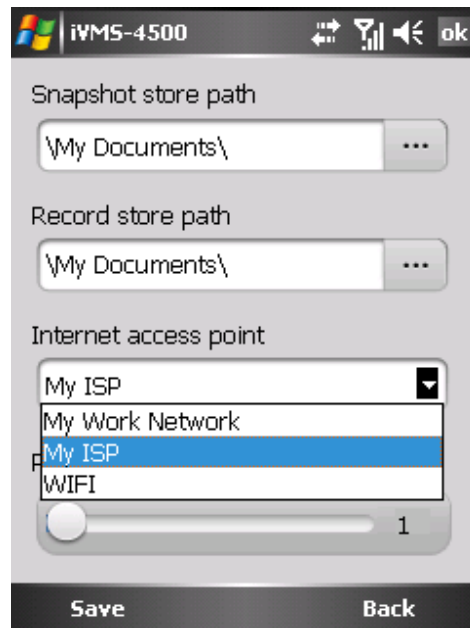 iVMS-4500
ok
Snapshot store path
\My Documents\
...
Record store path
\My Documents\
...
Internet access point
My ISP
My Work Network
My ISP
WIFI
1
Save
Back